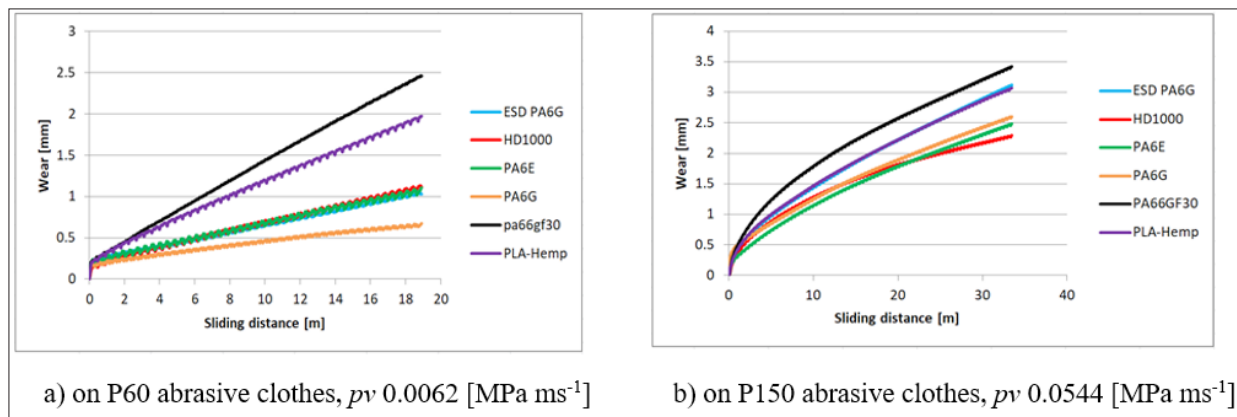 3
2.5
2
1.5
1
0.5
0
Wear [mm]
0 2 4 6 8 10 12 14 16 18 20
Sliding distance [m]
ESD PA6G
HD1000
PA6E
PA6G
pa66gf30
PLA-Hemp
4
3.5
3
2.5
2
1.5
1
0.5
0
Wear [mm]
0 10 20 30 40
Sliding distance [m]
ESD PA6G
HD1000
PA6E
PA6G
PA66GF30
PLA-Hemp
a) on P60 abrasive clothes, pv 0.0062 [MPa ms⁻¹]
b) on P150 abrasive clothes, pv 0.0544 [MPa ms⁻¹]